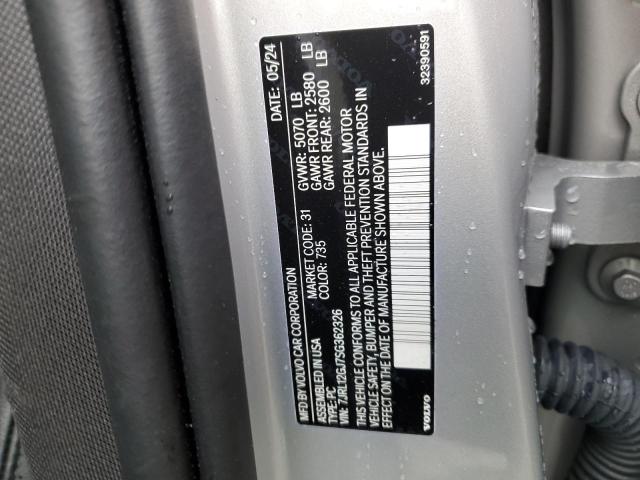 MFD BY VOLVO CAR CORPORATION
DATE: 05/24
ASSEMBLED IN USA
MARKET CODE: 31
GVWR: 5070 LB
TYPE: PC
COLOR: 735
GAWR FRONT: 2580 LB
VIN: 7JRL12GJ7SG362326
GAWR REAR: 2600 LB
THIS VEHICLE CONFORMS TO ALL APPLICABLE FEDERAL MOTOR
VEHICLE SAFETY, BUMPER AND THEFT PREVENTION STANDARDS IN
EFFECT ON THE DATE OF MANUFACTURE SHOWN ABOVE.
VOLVO
32390591